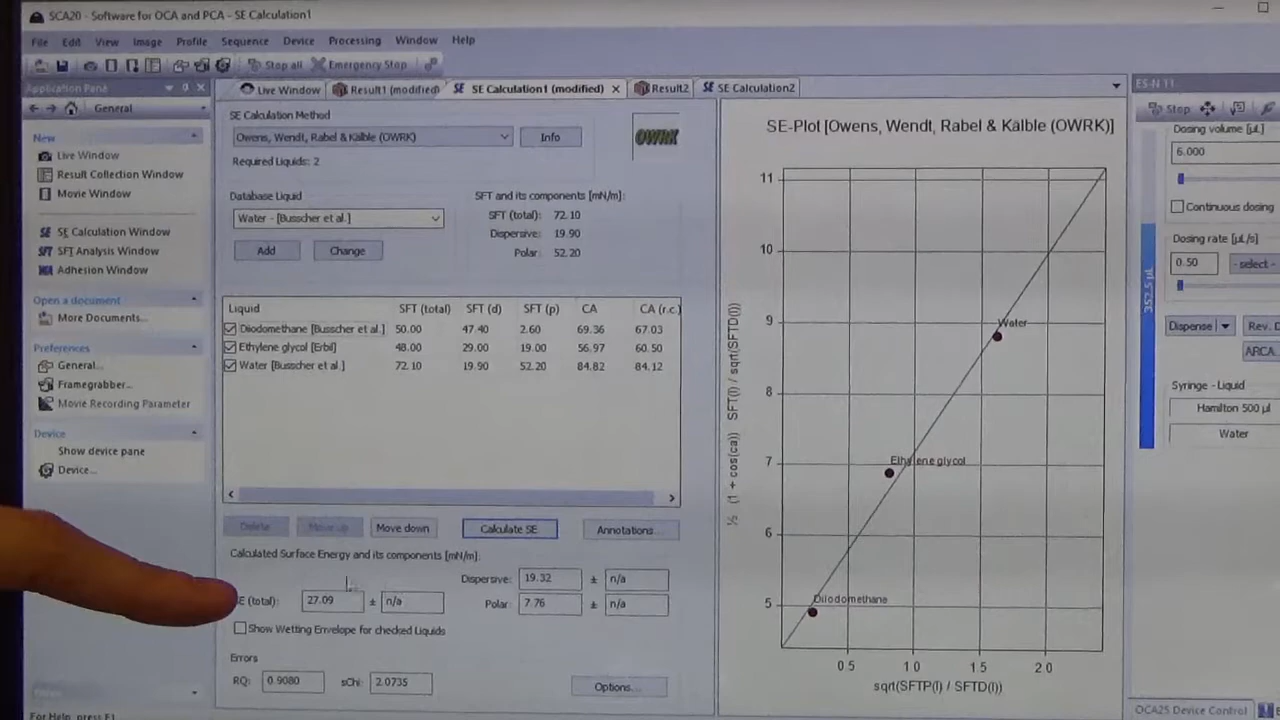 SCA20 - Software for OCA and PCA - SE Calculation1
File Edit View Image Profile Sequence Device Processing Window Help
Stop all Emergency Stop
Application Pane
General
New
Live Window
Result Collection Window
Movie Window
SE SE Calculation Window
SFT SFT Analysis Window
Adhesion Window
Open a document
More Documents...
Preferences
General...
Framegrabber...
Movie Recording Parameter
Device
Show device pane
Device...
For Help, press F1
Live Window Result1 (modified) SE SE Calculation1 (modified) Result2 SE SE Calculation2
SE Calculation Method
Owens, Wendt, Rabel & Kälble (OWRK) Info OWRK
Required Liquids: 2
Database Liquid SFT and its components [mN/m]:
Water - [Busscher et al.] SFT (total): 72.10
Dispersive: 19.90
Add Change Polar: 52.20
Liquid SFT (total) SFT (d) SFT (p) CA CA (r.c.)
Diiodomethane [Busscher et al.] 50.00 47.40 2.60 69.36 67.03
Ethylene glycol [Erbil] 48.00 29.00 19.00 56.97 60.50
Water [Busscher et al.] 72.10 19.90 52.20 84.82 84.12
Delete Move up Move down Calculate SE Annotations...
Calculated Surface Energy and its components [mN/m]:
Dispersive: 19.32 ± n/a
SE (total): 27.09 ± n/a
Polar: 7.76 ± n/a
Show Wetting Envelope for checked Liquids
Errors
RQ: 0.9080 sChi: 2.0735 Options...
SE-Plot [Owens, Wendt, Rabel & Kälble (OWRK)]
½ (1 + cos(ca)) SFT(l) / sqrt(SFTD(l))
11
10
9
8
7
6
5
Water
Ethylene glycol
Diiodomethane
0 5 1 0 1.5 2 0
sqrt(SFTP(l) / SFTD(l))
ES-N 11
Stop
Dosing volume [µL]
6.000
Continuous dosing
Dosing rate [µL/s]
0.50 - select -
352.5 µL
Dispense Rev. D
ARCA
Syringe - Liquid
Hamilton 500 µl
Water
OCA25 Device Control